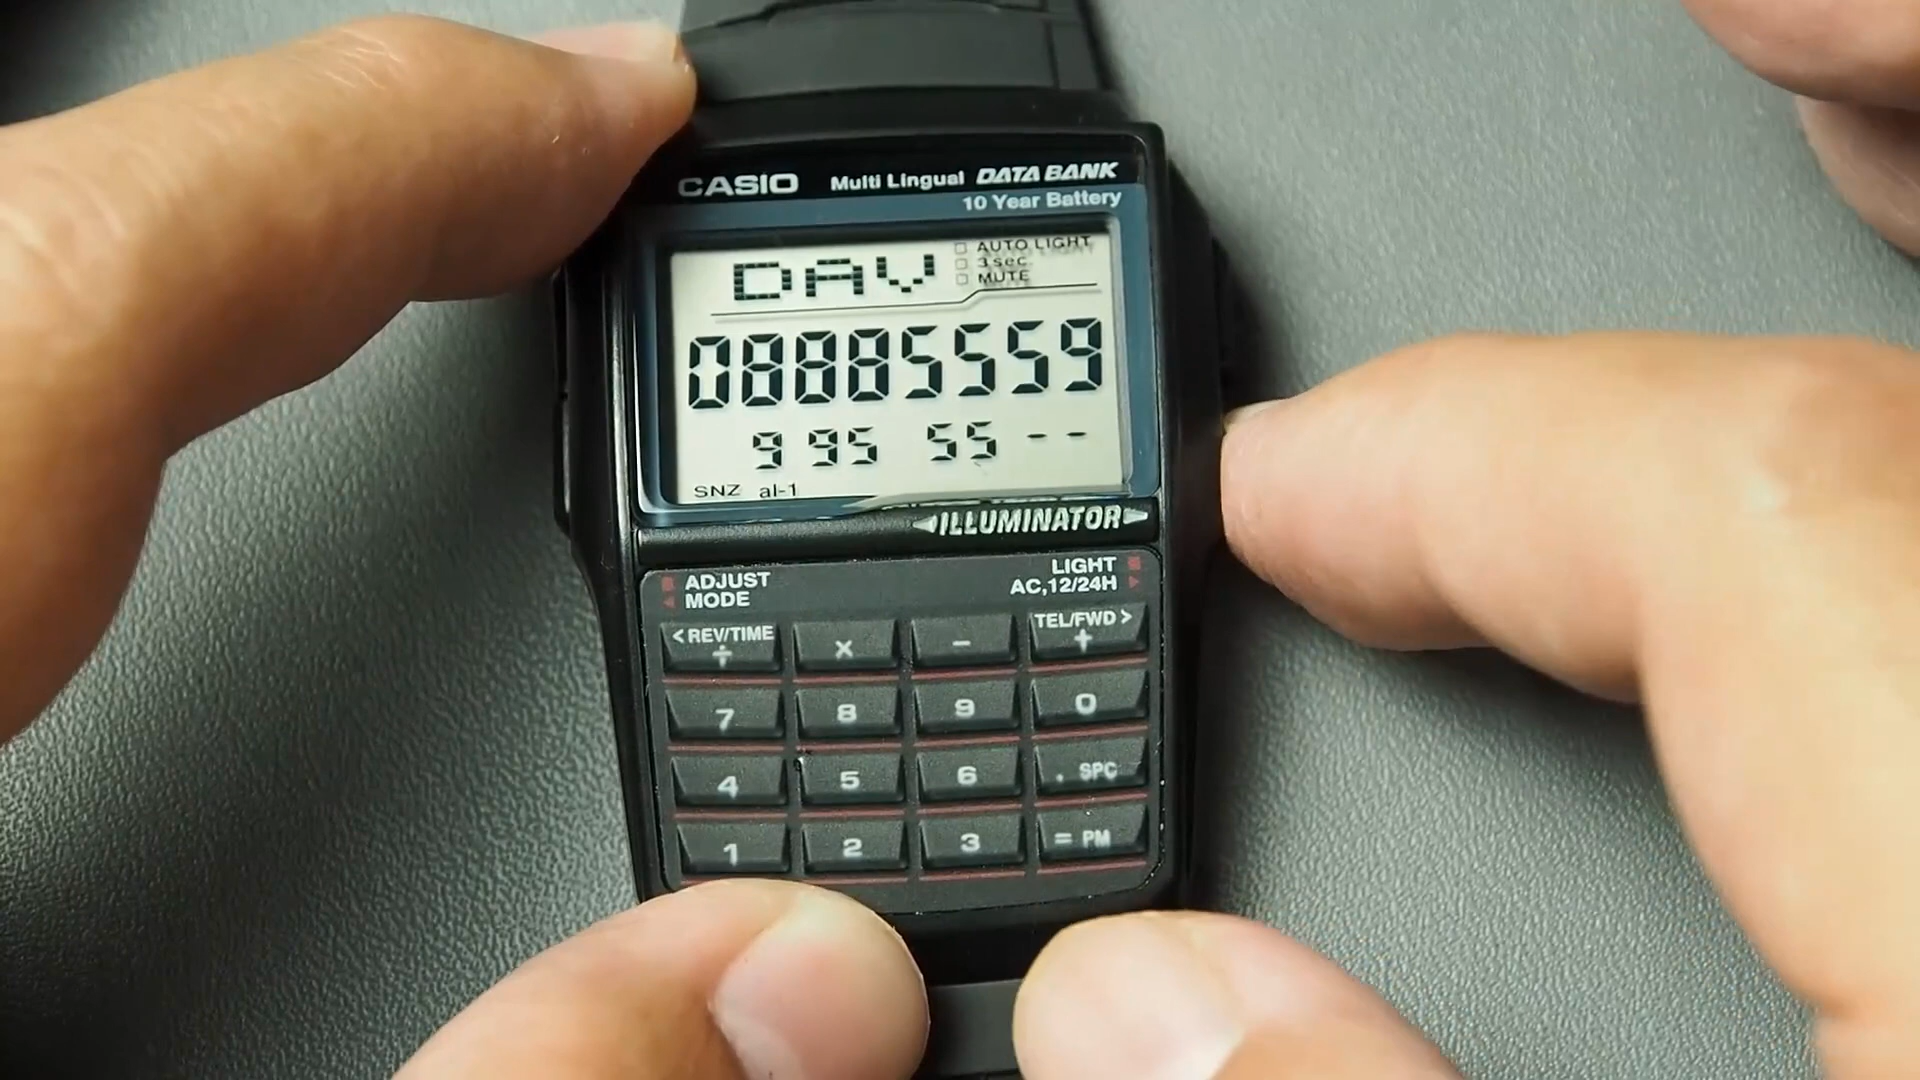 CASIO Multi Lingual DATA BANK
10 Year Battery
DAV
AUTO LIGHT
3 sec.
MUTE
08885559
9 995 55--
SNZ al-1
ILLUMINATOR
ADJUST
MODE
LIGHT
AC,12/24H
< REV/TIME
TEL/FWD >
÷ × - +
7 8 9 0
4 5 6 . SPC
1 2 3 = PM